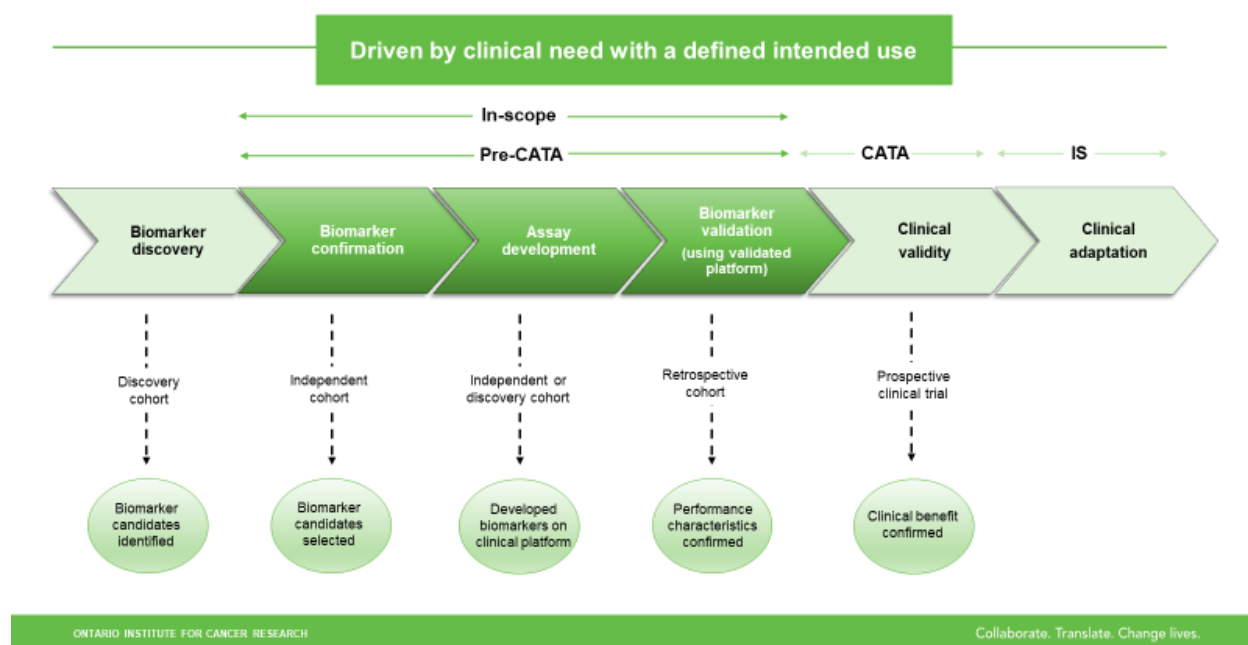 Driven by clinical need with a defined intended use
In-scope
Pre-CATA
CATA
IS
Biomarker
discovery
Biomarker
confirmation
Assay
development
Biomarker
validation
(using validated
platform)
Clinical
validity
Clinical
adaptation
Discovery
cohort
Independent
cohort
Independent or
discovery cohort
Retrospective
cohort
Prospective
clinical trial
Biomarker
candidates
identified
Biomarker
candidates
selected
Developed
biomarkers on
clinical platform
Performance
characteristics
confirmed
Clinical benefit
confirmed
ONTARIO INSTITUTE FOR CANCER RESEARCH
Collaborate. Translate. Change lives.